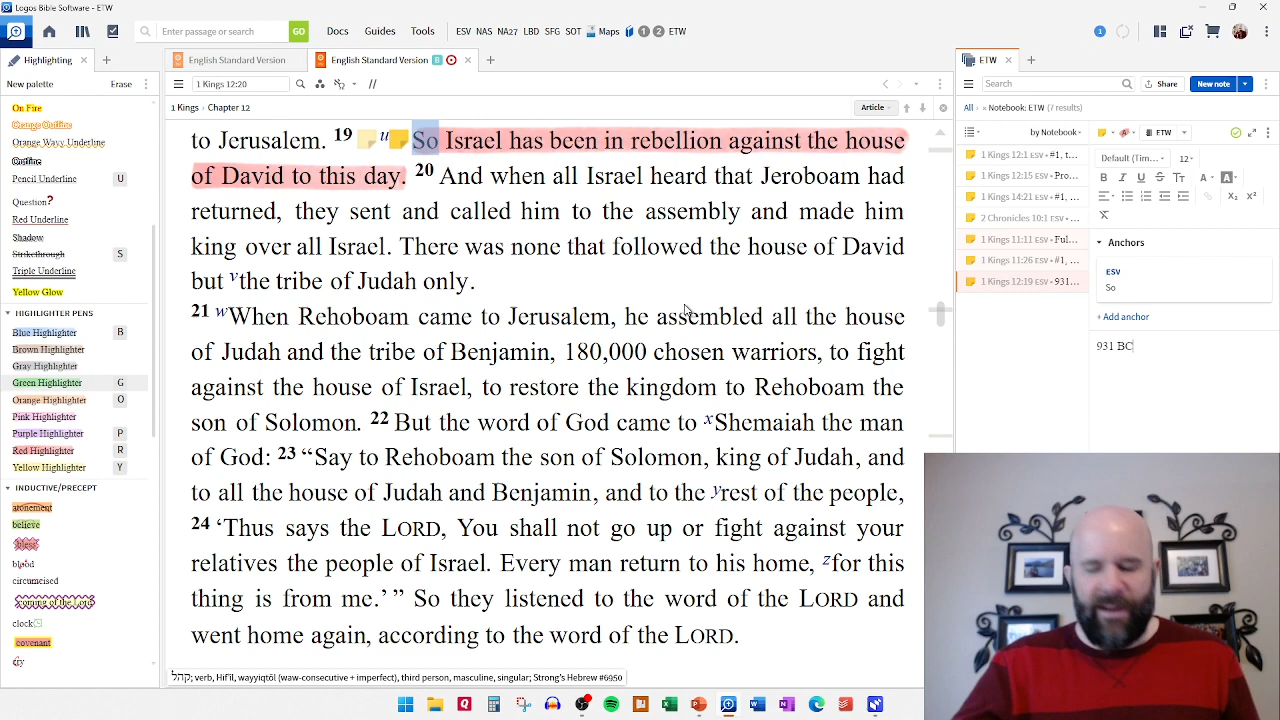 Logos Bible Software - ETW
Enter passage or search
GO
Docs
Guides
Tools
ESV NAS NA27 LBD SFG SOT Maps 1 2 ETW
1
Highlighting
English Standard Version
English Standard Version B
ETW
New palette
Erase
1 Kings 12:20
Search
Share
New note
On Fire
1 Kings › Chapter 12
Article
All › × Notebook: ETW (7 results)
Orange Outline
Orange Wavy Underline
Pencil Underline U
Question?
Red Underline
Shadow
Strikethrough S
Triple Underline
Yellow Glow
HIGHLIGHTER PENS
Blue Highlighter B
Brown Highlighter
Gray Highlighter
Green Highlighter G
Orange Highlighter O
Pink Highlighter
Purple Highlighter P
Red Highlighter R
Yellow Highlighter Y
INDUCTIVE/PRECEPT
atonement
believe
bless
blood
circumcised
coming of the Lord
clock
covenant
cry
to Jerusalem. 19 u So Israel has been in rebellion against the house
of David to this day. 20 And when all Israel heard that Jeroboam had
returned, they sent and called him to the assembly and made him
king over all Israel. There was none that followed the house of David
but v the tribe of Judah only.
21 w When Rehoboam came to Jerusalem, he assembled all the house
of Judah and the tribe of Benjamin, 180,000 chosen warriors, to fight
against the house of Israel, to restore the kingdom to Rehoboam the
son of Solomon. 22 But the word of God came to x Shemaiah the man
of God: 23 “Say to Rehoboam the son of Solomon, king of Judah, and
to all the house of Judah and Benjamin, and to the y rest of the people,
24 ‘Thus says the LORD, You shall not go up or fight against your
relatives the people of Israel. Every man return to his home, z for this
thing is from me.’ ” So they listened to the word of the LORD and
went home again, according to the word of the LORD.
קהל; verb, Hif'îl, wayyiqtōl (waw-consecutive + imperfect), third person, masculine, singular; Strong's Hebrew #6950
by Notebook
1 Kings 12:1 ESV • #1, t...
1 Kings 12:15 ESV • Pro...
1 Kings 14:21 ESV • #1, ...
2 Chronicles 10:1 ESV • ...
1 Kings 11:11 ESV • Ful...
1 Kings 11:26 ESV • #1, ...
1 Kings 12:19 ESV • 931...
ETW
Default (Tim...
12
B I U S Tт A A
X₂ X²
Anchors
ESV
So
+ Add anchor
931 BC